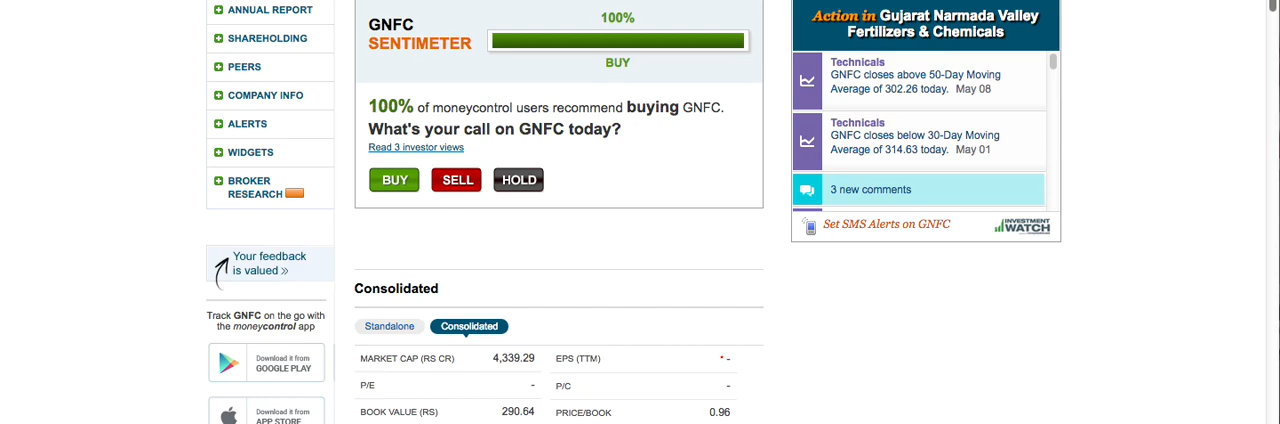 ANNUAL REPORT
SHAREHOLDING
PEERS
COMPANY INFO
ALERTS
WIDGETS
BROKER
RESEARCH
Your feedback
is valued »
Track GNFC on the go with
the moneycontrol app
Download it from
GOOGLE PLAY
Download it from
APP STORE
GNFC
SENTIMETER
100%
BUY
100% of moneycontrol users recommend buying GNFC.
What's your call on GNFC today?
Read 3 investor views
BUY SELL HOLD
Consolidated
Standalone Consolidated
MARKET CAP (RS CR) 4,339.29 EPS (TTM) * -
P/E - P/C -
BOOK VALUE (RS) 290.64 PRICE/BOOK 0.96
Action in Gujarat Narmada Valley
Fertilizers & Chemicals
Technicals
GNFC closes above 50-Day Moving
Average of 302.26 today. May 08
Technicals
GNFC closes below 30-Day Moving
Average of 314.63 today. May 01
3 new comments
Set SMS Alerts on GNFC
INVESTMENT
WATCH